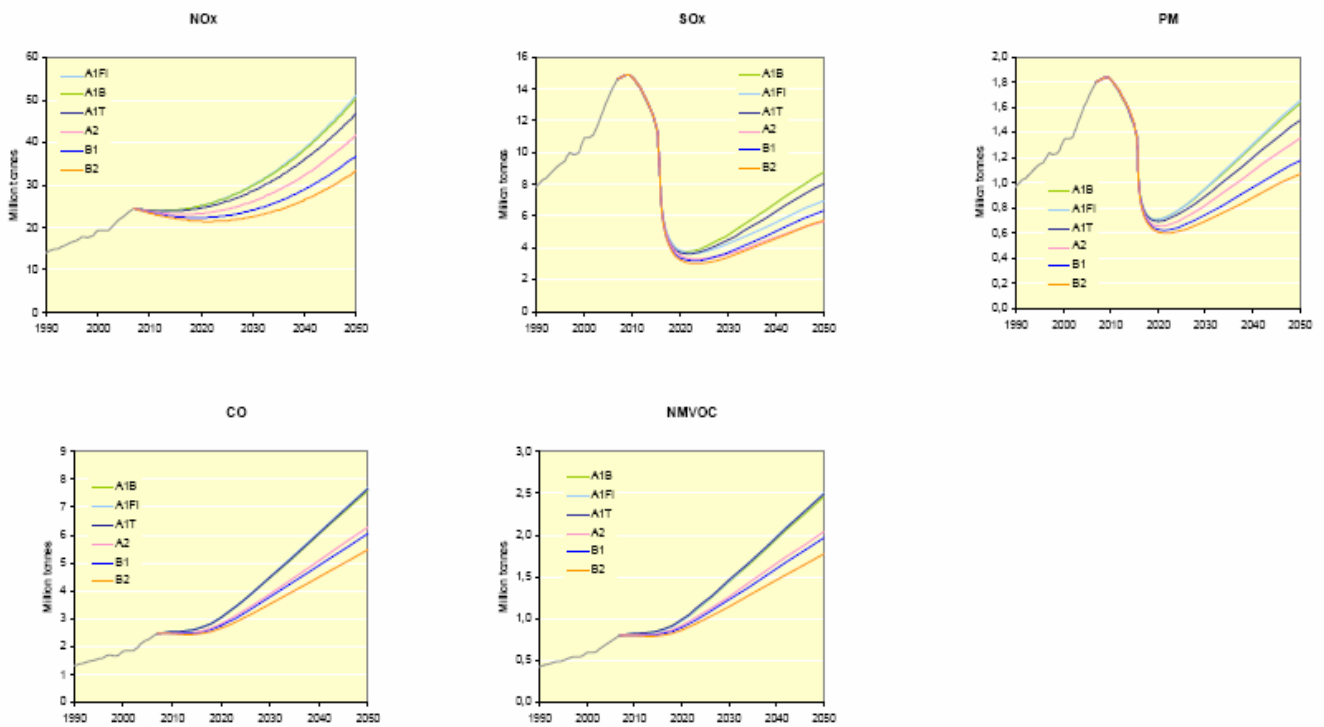 NOx
Million tonnes
60
50
40
30
20
10
0
A1FI
A1B
A1T
A2
B1
B2
1990 2000 2010 2020 2030 2040 2050
SOx
Million tonnes
16
14
12
10
8
6
4
2
0
A1B
A1FI
A1T
A2
B1
B2
1990 2000 2010 2020 2030 2040 2050
PM
Million tonnes
2,0
1,8
1,6
1,4
1,2
1,0
0,8
0,6
0,4
0,2
0,0
A1B
A1FI
A1T
A2
B1
B2
1990 2000 2010 2020 2030 2040 2050
CO
Million tonnes
9
8
7
6
5
4
3
2
1
0
A1B
A1FI
A1T
A2
B1
B2
1990 2000 2010 2020 2030 2040 2050
NMVOC
Million tonnes
3,0
2,5
2,0
1,5
1,0
0,5
0,0
A1B
A1FI
A1T
A2
B1
B2
1990 2000 2010 2020 2030 2040 2050